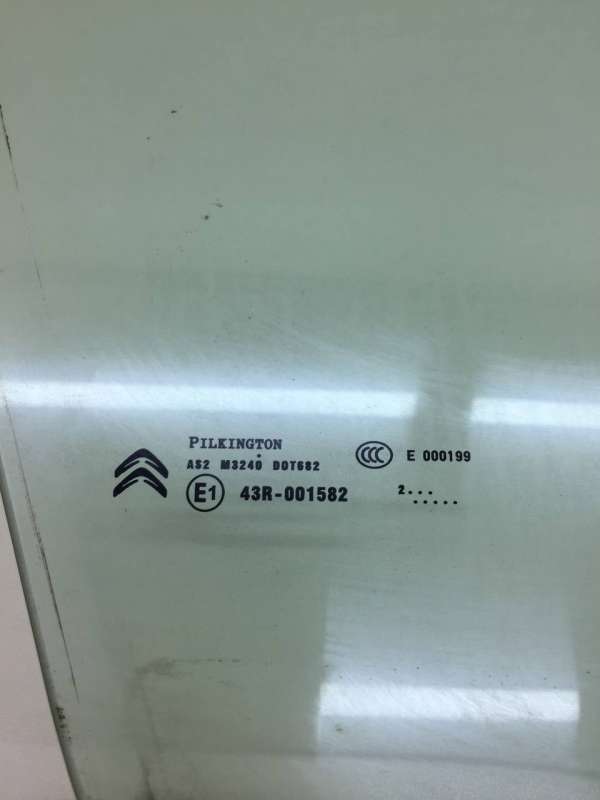 PILKINGTON
AS2 M3240 DOT682
E1 43R-001582
CCC E 000199
2...
.....